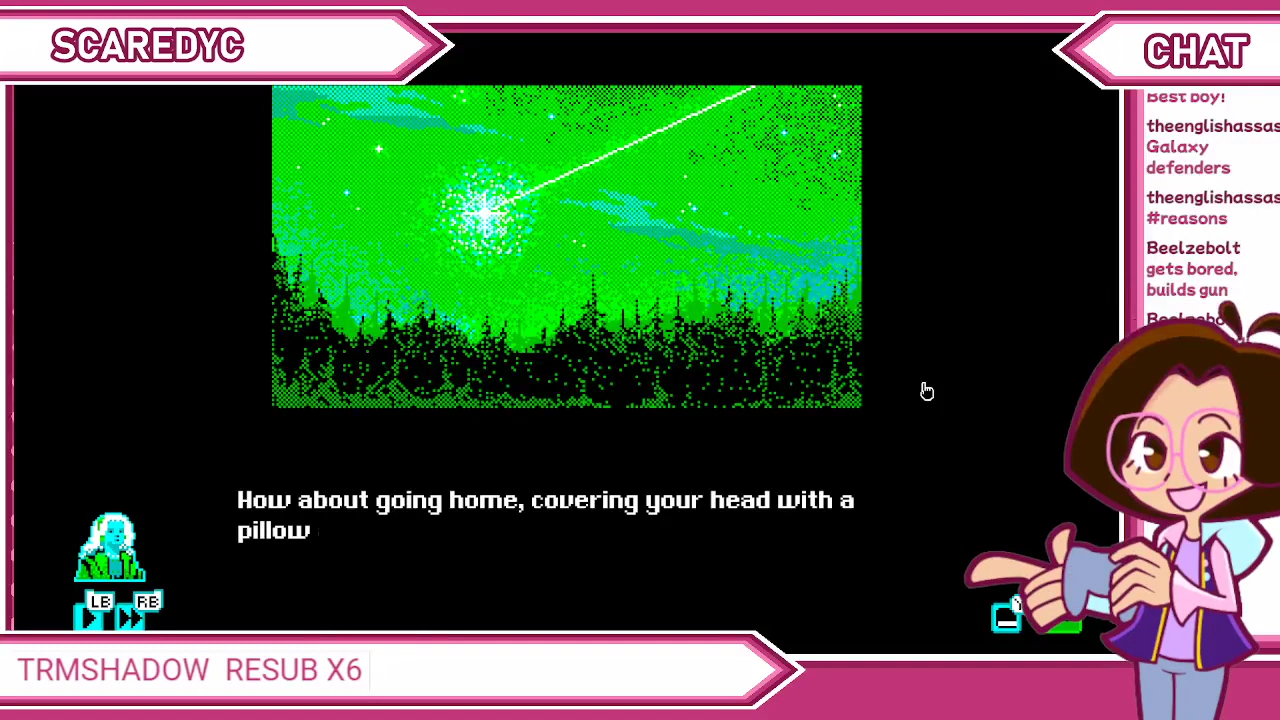 SCAREDYC
CHAT
Best boy!
theenglishassas
Galaxy
defenders
theenglishassas
#reasons
Beelzebolt
gets bored,
builds gun
How about going home, covering your head with a
pillow
LB RB
TRMSHADOW RESUB X6